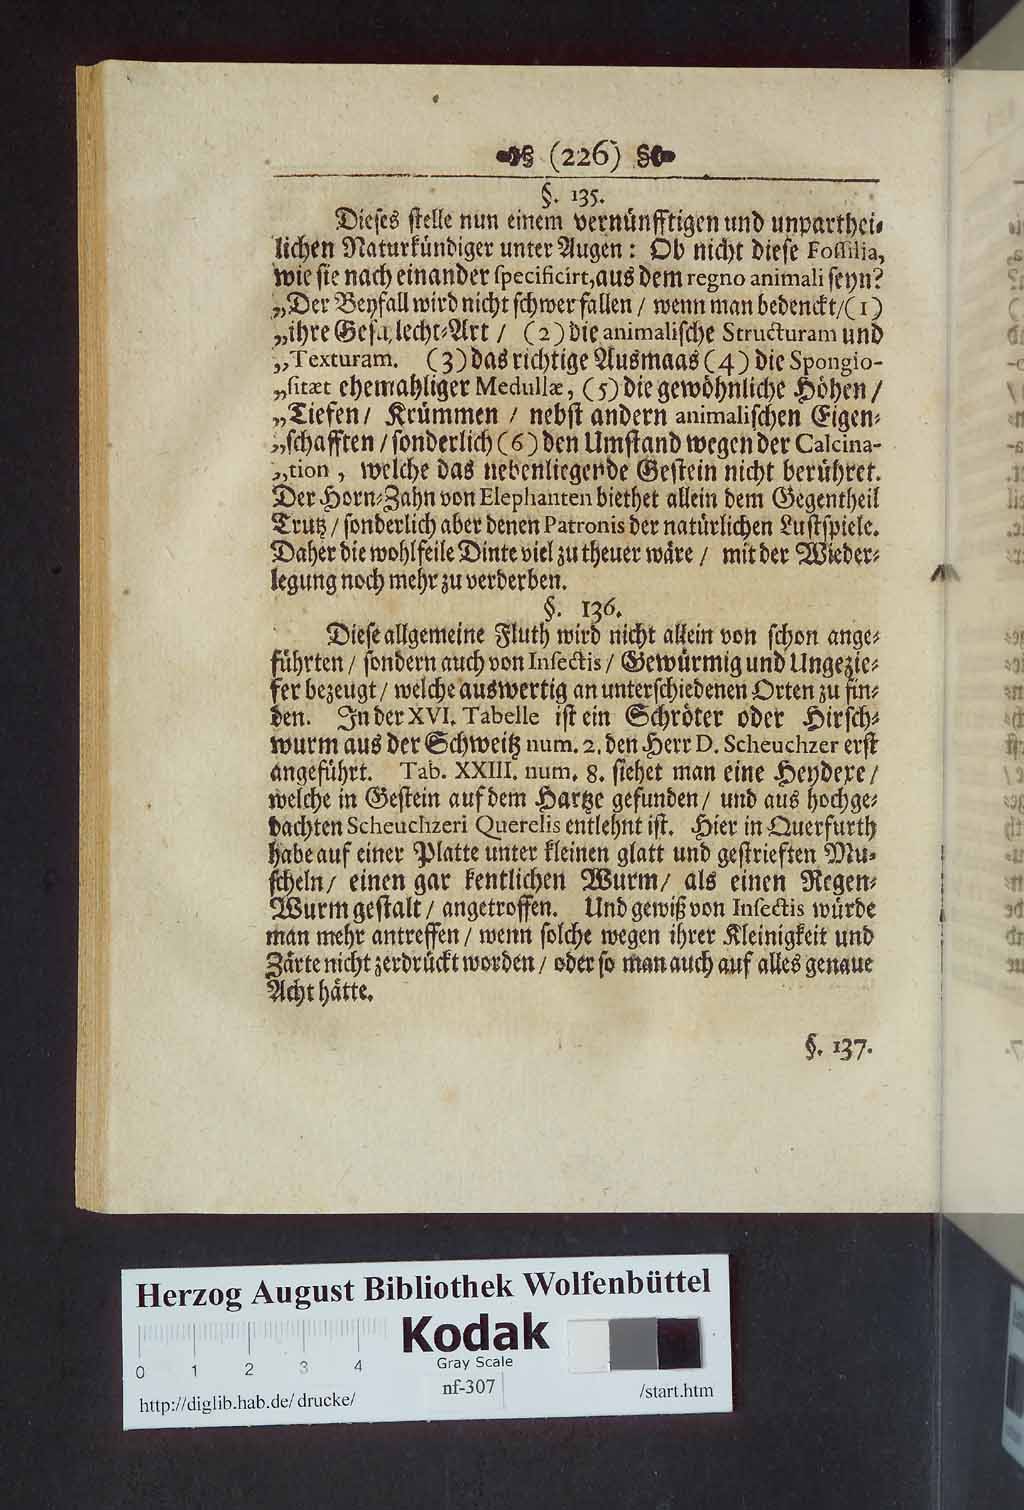 (226)
§. 135.
Dieses stelle nun einem vernünfftigen und unparthei-
lichen Naturkündiger unter Augen: Ob nicht diese Fossilia,
wie sie nach einander specificirt, aus dem regno animali seyn?
„Der Beyfall wird nicht schwer fallen / wenn man bedenckt / (1)
„ihre Geschlecht-Art / (2) die animalische Structuram und
„Texturam. (3) das richtige Ausmaas (4) die Spongio-
„sitæt ehemahliger Medullæ, (5) die gewöhnliche Höhen /
„Tiefen / Krümmen / nebst andern animalischen Eigen-
„schafften / sonderlich (6) den Umstand wegen der Calcina-
„tion, welche das nebenliegende Gestein nicht berühret.
Der Horn-Zahn von Elephanten biethet allein dem Gegentheil
Trutz / sonderlich aber denen Patronis der natürlichen Lustspiele.
Daher die wohlfeile Dinte viel zu theuer wäre / mit der Wieder-
legung noch mehr zu verderben.
§. 136.
Diese allgemeine Fluth wird nicht allein von schon ange-
führten / sondern auch von Insectis / Gewürmig und Ungezie-
fer bezeugt / welche auswertig an unterschiedenen Orten zu fin-
den. In der XVI. Tabelle ist ein Schröter oder Hirsch-
wurm aus der Schweitz num. 2. den Herr D. Scheuchzer erst
angeführt. Tab. XXIII. num. 8. siehet man eine Heydexe /
welche in Gestein auf dem Hartze gefunden / und aus hochge-
dachten Scheuchzeri Querelis entlehnt ist. Hier in Querfurth
habe auf einer Platte unter kleinen glatt und gestrieften Mu-
scheln / einen gar kentlichen Wurm / als einen Regen-
Wurm gestalt / angetroffen. Und gewiß von Insectis würde
man mehr antreffen / wenn solche wegen ihrer Kleinigkeit und
Zärte nicht zerdrückt worden / oder so man auch auf alles genaue
Acht hätte.
§. 137.
Herzog August Bibliothek Wolfenbüttel
Kodak
Gray Scale
0 1 2 3 4
nf-307
http://diglib.hab.de/drucke/ /start.htm